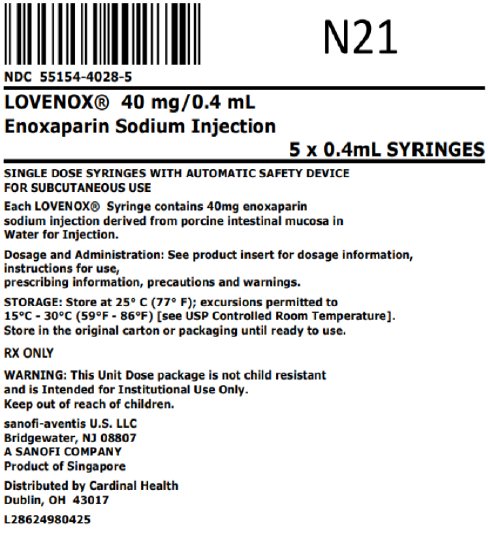 N21
NDC 55154-4028-5
LOVENOX® 40 mg/0.4 mL
Enoxaparin Sodium Injection
5 x 0.4mL SYRINGES
SINGLE DOSE SYRINGES WITH AUTOMATIC SAFETY DEVICE
FOR SUBCUTANEOUS USE
Each LOVENOX® Syringe contains 40mg enoxaparin
sodium injection derived from porcine intestinal mucosa in
Water for Injection.
Dosage and Administration: See product insert for dosage information,
instructions for use,
prescribing information, precautions and warnings.
STORAGE: Store at 25° C (77° F); excursions permitted to
15°C - 30°C (59°F - 86°F) [see USP Controlled Room Temperature].
Store in the original carton or packaging until ready to use.
RX ONLY
WARNING: This Unit Dose package is not child resistant
and is Intended for Institutional Use Only.
Keep out of reach of children.
sanofi-aventis U.S. LLC
Bridgewater, NJ 08807
A SANOFI COMPANY
Product of Singapore
Distributed by Cardinal Health
Dublin, OH 43017
L28624980425